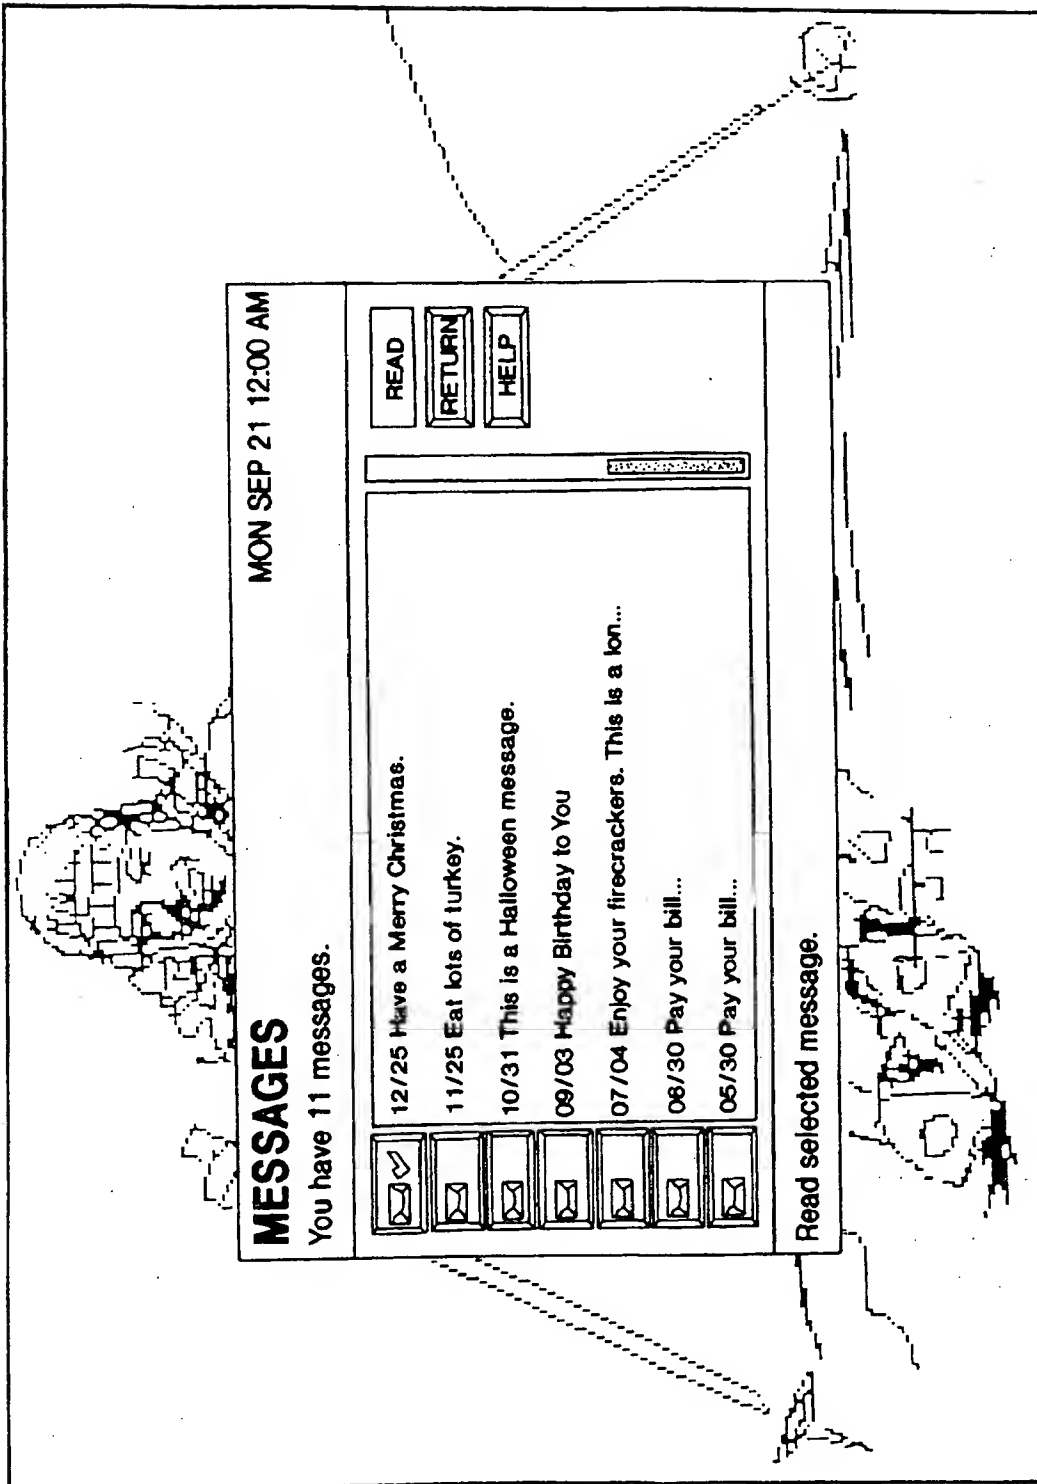 MESSAGES MON SEP 21 12:00 AM
You have 11 messages.
12/25 Have a Merry Christmas.
11/25 Eat lots of turkey.
10/31 This is a Halloween message.
09/03 Happy Birthday to You
07/04 Enjoy your firecrackers. This is a lon...
06/30 Pay your bill...
05/30 Pay your bill...
READ
RETURN
HELP
Read selected message.